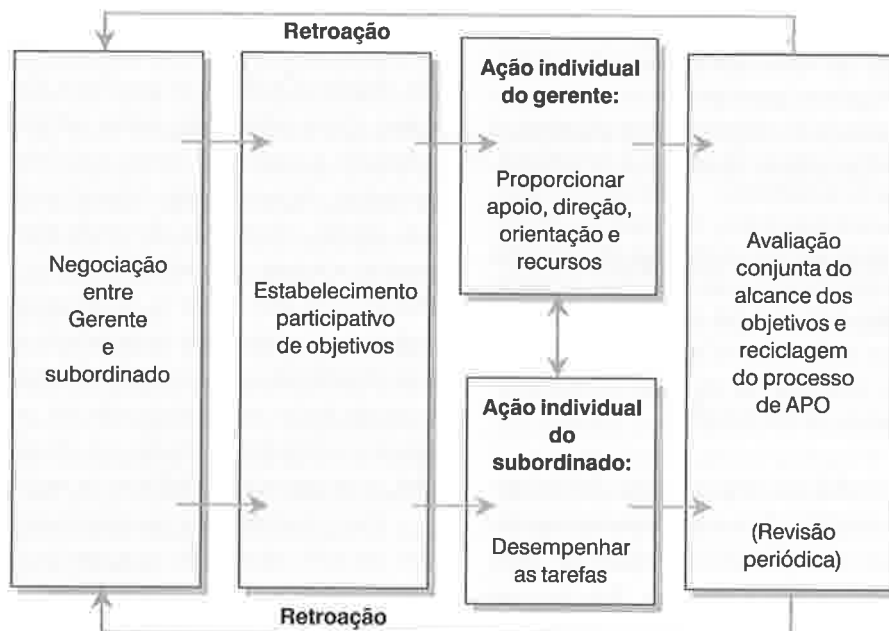 Retroação
Negociação
entre
Gerente
e
subordinado
Estabelecimento
participativo
de objetivos
Ação individual
do gerente:
Proporcionar
apoio, direção,
orientação e
recursos
Ação individual
do
subordinado:
Desempenhar
as tarefas
Avaliação
conjunta do
alcance dos
objetivos e
reciclagem
do processo
de APO
(Revisão
periódica)
Retroação